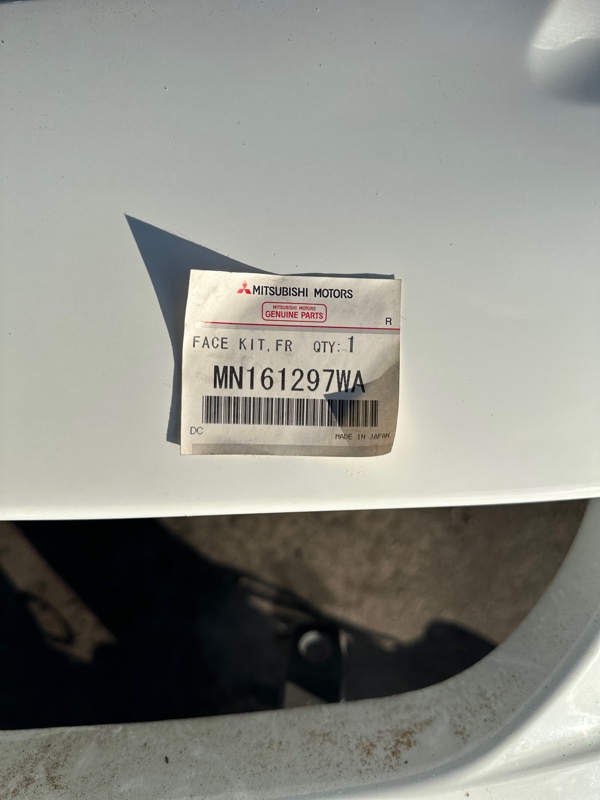 MITSUBISHI MOTORS
MITSUBISHI MOTORS
GENUINE PARTS
R
FACE KIT,FR QTY:1
MN161297WA
DC
MADE IN JAPAN